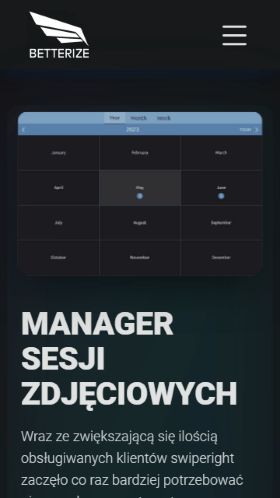 BETTERIZE
Year Month Week
2023
Today
January February March
April May June
July August September
October November December
MANAGER
SESJI
ZDJĘCIOWYCH
Wraz ze zwiększającą się ilością
obsługiwanych klientów swiperight
zaczęło co raz bardziej potrzebować